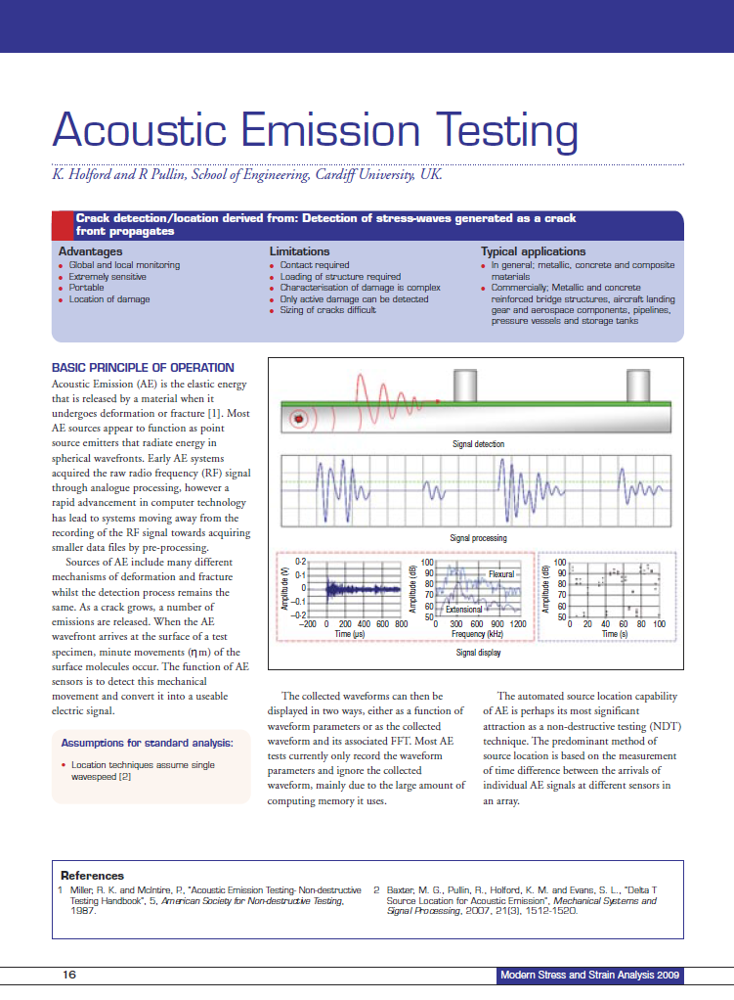 Acoustic Emission Testing
K. Holford and R Pullin, School of Engineering, Cardiff University, UK.
Crack detection/location derived from: Detection of stress-waves generated as a crack
front propagates
Advantages
• Global and local monitoring
• Extremely sensitive
• Portable
• Location of damage
Limitations
• Contact required
• Loading of structure required
• Characterisation of damage is complex
• Only active damage can be detected
• Sizing of cracks difficult
Typical applications
• In general; metallic, concrete and composite
materials
• Commercially; Metallic and concrete
reinforced bridge structures, aircraft landing
gear and aerospace components, pipelines,
pressure vessels and storage tanks
BASIC PRINCIPLE OF OPERATION
Acoustic Emission (AE) is the elastic energy
that is released by a material when it
undergoes deformation or fracture [1]. Most
AE sources appear to function as point
source emitters that radiate energy in
spherical wavefronts. Early AE systems
acquired the raw radio frequency (RF) signal
through analogue processing, however a
rapid advancement in computer technology
has lead to systems moving away from the
recording of the RF signal towards acquiring
smaller data files by pre-processing.
Sources of AE include many different
mechanisms of deformation and fracture
whilst the detection process remains the
same. As a crack grows, a number of
emissions are released. When the AE
wavefront arrives at the surface of a test
specimen, minute movements (ηm) of the
surface molecules occur. The function of AE
sensors is to detect this mechanical
movement and convert it into a useable
electric signal.
Assumptions for standard analysis:
• Location techniques assume single
wavespeed [2]
Signal detection
Signal processing
Amplitude (V)
0·2
0·1
0
–0·1
–0·2
–200 0 200 400 600 800
Time (µs)
Amplitude (dB)
100
90
80
70
60
50
Flexural
Extensional
0 300 600 900 1200
Frequency (kHz)
Amplitude (dB)
100
90
80
70
60
50
0 20 40 60 80 100
Time (s)
Signal display
The collected waveforms can then be
displayed in two ways, either as a function of
waveform parameters or as the collected
waveform and its associated FFT. Most AE
tests currently only record the waveform
parameters and ignore the collected
waveform, mainly due to the large amount of
computing memory it uses.
The automated source location capability
of AE is perhaps its most significant
attraction as a non-destructive testing (NDT)
technique. The predominant method of
source location is based on the measurement
of time difference between the arrivals of
individual AE signals at different sensors in
an array.
References
1 Miller, R. K. and McIntire, P., "Acoustic Emission Testing- Non-destructive
Testing Handbook", 5, American Society for Non-destructive Testing,
1987.
2 Baxter, M. G., Pullin, R., Holford, K. M. and Evans, S. L., "Delta T
Source Location for Acoustic Emission", Mechanical Systems and
Signal Processing, 2007, 21(3), 1512-1520.
16
Modern Stress and Strain Analysis 2009